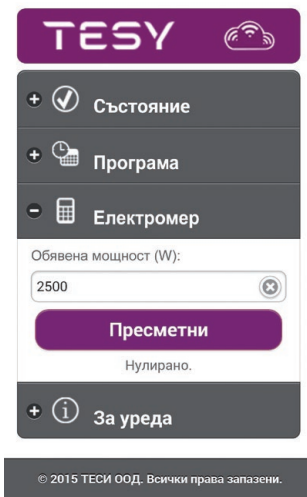 TESY
Състояние
Програма
Електромер
Обявена мощност (W):
2500
Пресметни
Нулирано.
За уреда
© 2015 ТЕСИ ООД. Всички права запазени.